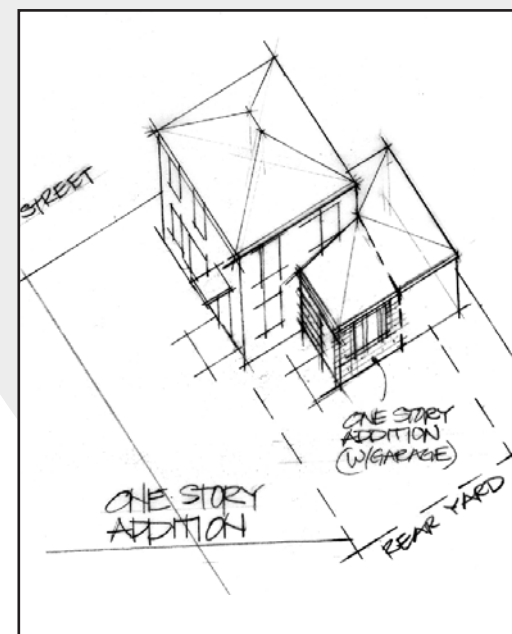 STREET
ONE STORY
ADDITION
(W/GARAGE)
ONE STORY
ADDITION
REAR YARD